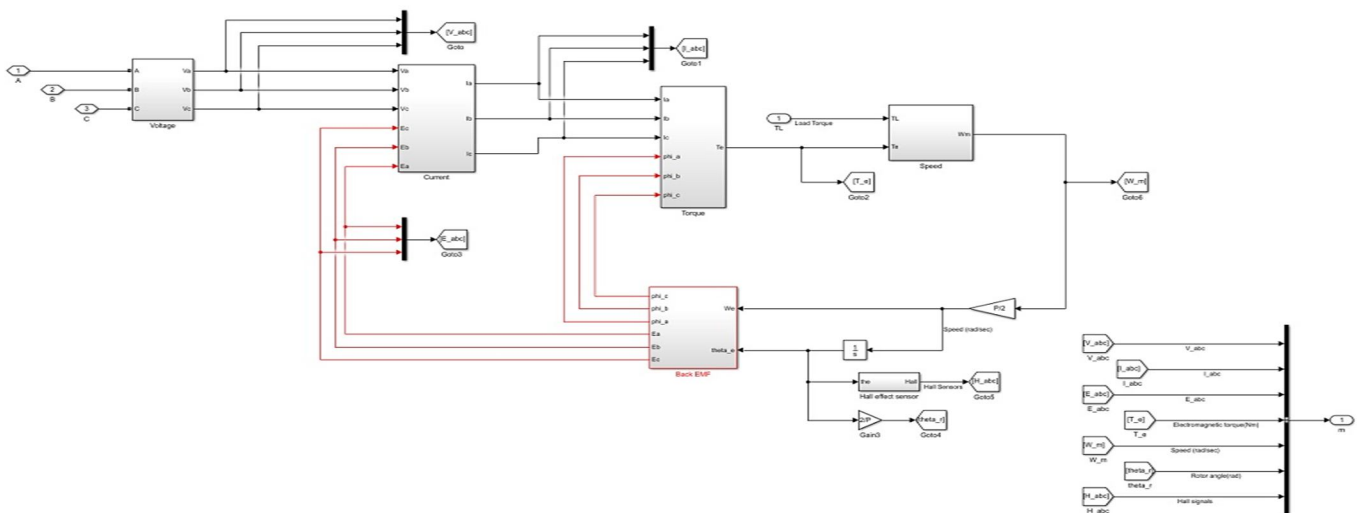 [V_abc]
Goto
1
A
2
B
3
C
A
B
C
Va
Vb
Vc
Voltage
Va
Vb
Vc
Ec
Eb
Ea
Ia
Ib
Ic
Current
[I_abc]
Goto1
Ia
Ib
Ic
phi_a
phi_b
phi_c
Te
Torque
1
TL
Load Torque
TL
Te
Wm
Speed
[T_e]
Goto2
[W_m]
Goto6
[E_abc]
Goto3
phi_c
phi_b
phi_a
Ea
Eb
Ec
We
theta_e
Back EMF
P/2
Speed (rad/sec)
1
s
the
Hall
Hall effect sensor
Hall Sensors
[H_abc]
Goto5
2/P
Gain3
[theta_r]
Goto4
[V_abc]
V_abc
V_abc
[I_abc]
I_abc
I_abc
[E_abc]
E_abc
E_abc
[T_e]
T_e
Electromagnetic torque(Nm)
[W_m]
W_m
Speed (rad/sec)
[theta_r]
theta_r
Rotor angle(rad)
[H_abc]
H_abc
Hall signals
1
m